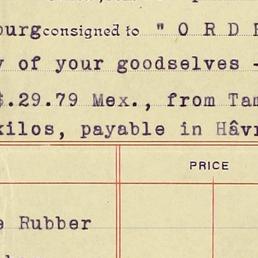 burg consigned to " O R D E
of your goodselves -
$.29.79 Mex., from Tam
kilos, payable in Hâvr
PRICE
e Rubber